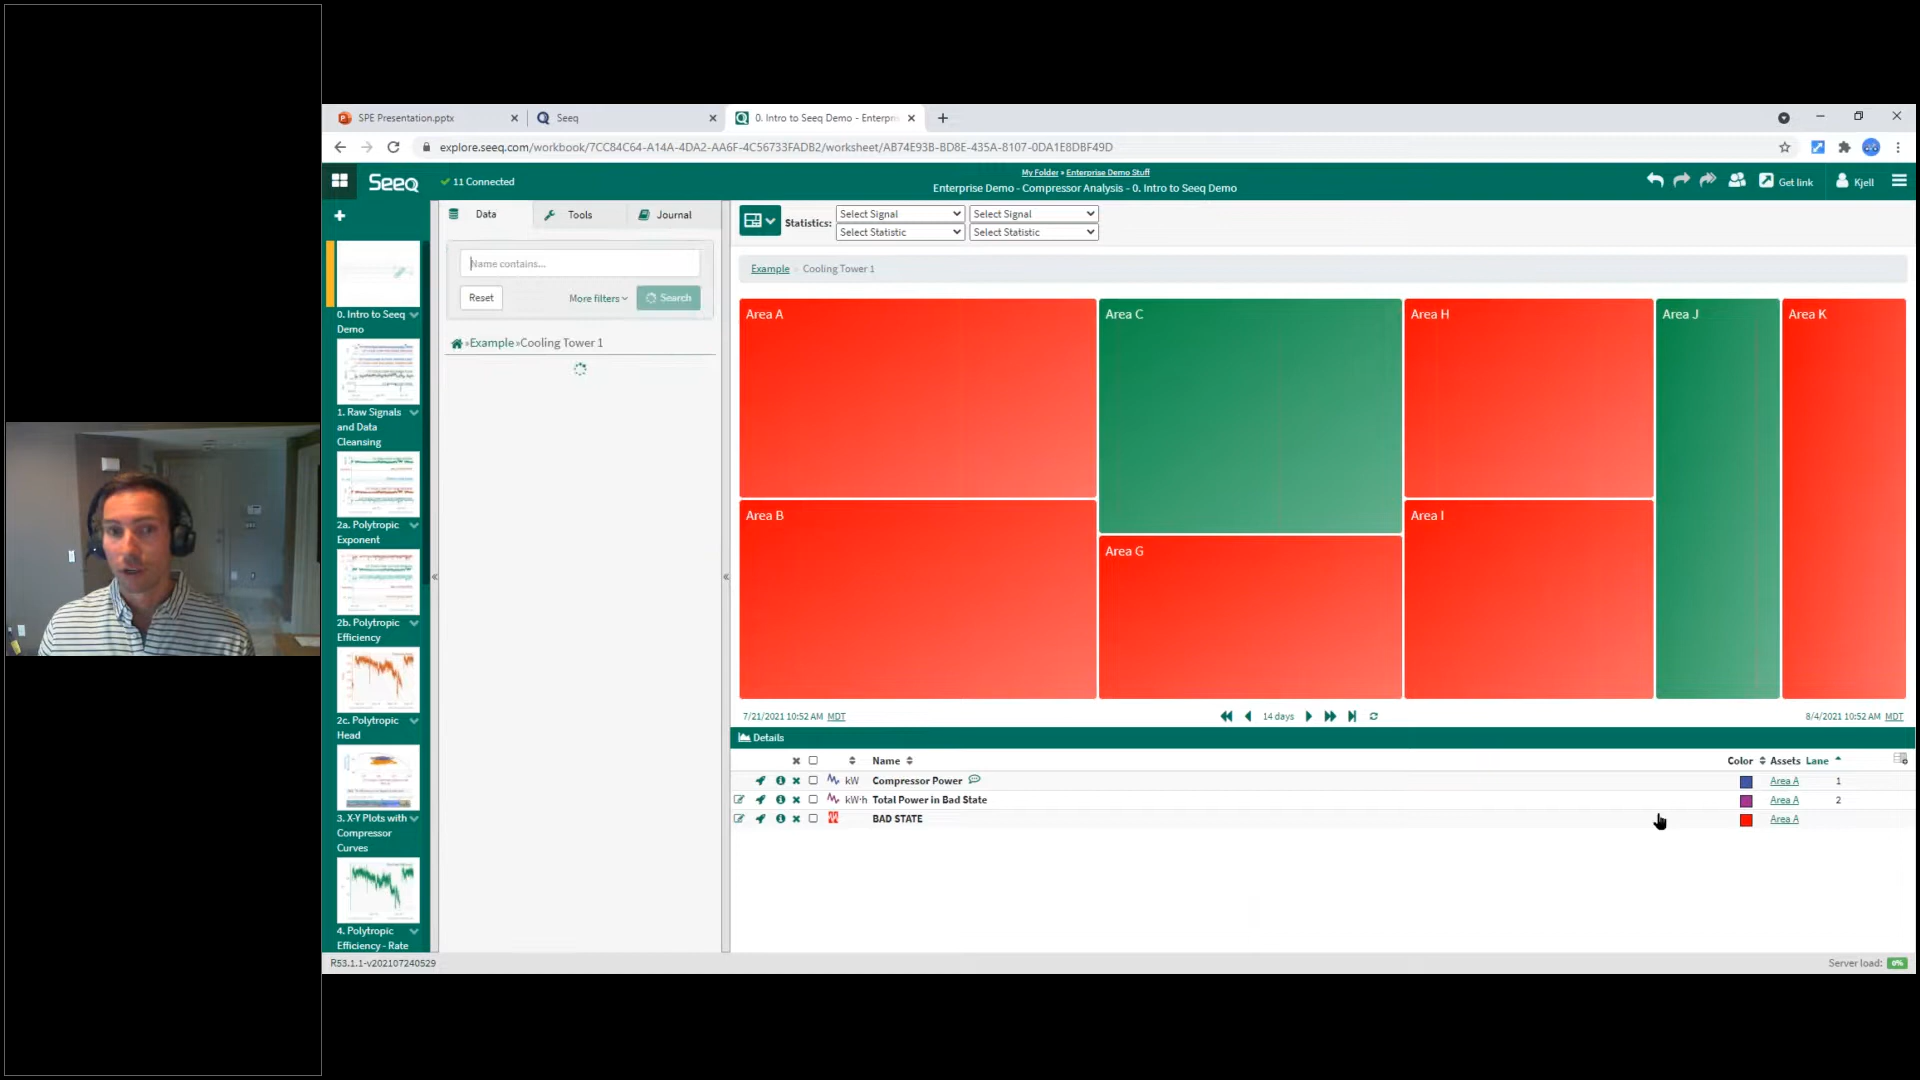 SPE Presentation.pptx
Seeq
0. Intro to Seeq Demo - Enterpri
explore.seeq.com/workbook/7CC84C64-A14A-4DA2-AA6F-4C56733FADB2/worksheet/AB74E93B-BD8E-435A-8107-0DA1E8DBF49D
Seeq
11 Connected
My Folder » Enterprise Demo Stuff
Enterprise Demo - Compressor Analysis - 0. Intro to Seeq Demo
Get link
Kjell
0. Intro to Seeq
Demo
1. Raw Signals
and Data
Cleansing
2a. Polytropic
Exponent
2b. Polytropic
Efficiency
2c. Polytropic
Head
3. X-Y Plots with
Compressor
Curves
4. Polytropic
Efficiency - Rate
Data
Tools
Journal
Name contains...
Reset
More filters
Search
»Example»Cooling Tower 1
Statistics:
Select Signal
Select Signal
Select Statistic
Select Statistic
Example
Cooling Tower 1
Area A
Area C
Area H
Area J
Area K
Area B
Area I
Area G
7/21/2021 10:52 AM MDT
14 days
8/4/2021 10:52 AM MDT
Details
Name
Color
Assets
Lane
kW
Compressor Power
Area A
1
kW·h
Total Power in Bad State
Area A
2
BAD STATE
Area A
R53.1.1-v202107240529
Server load:
0%